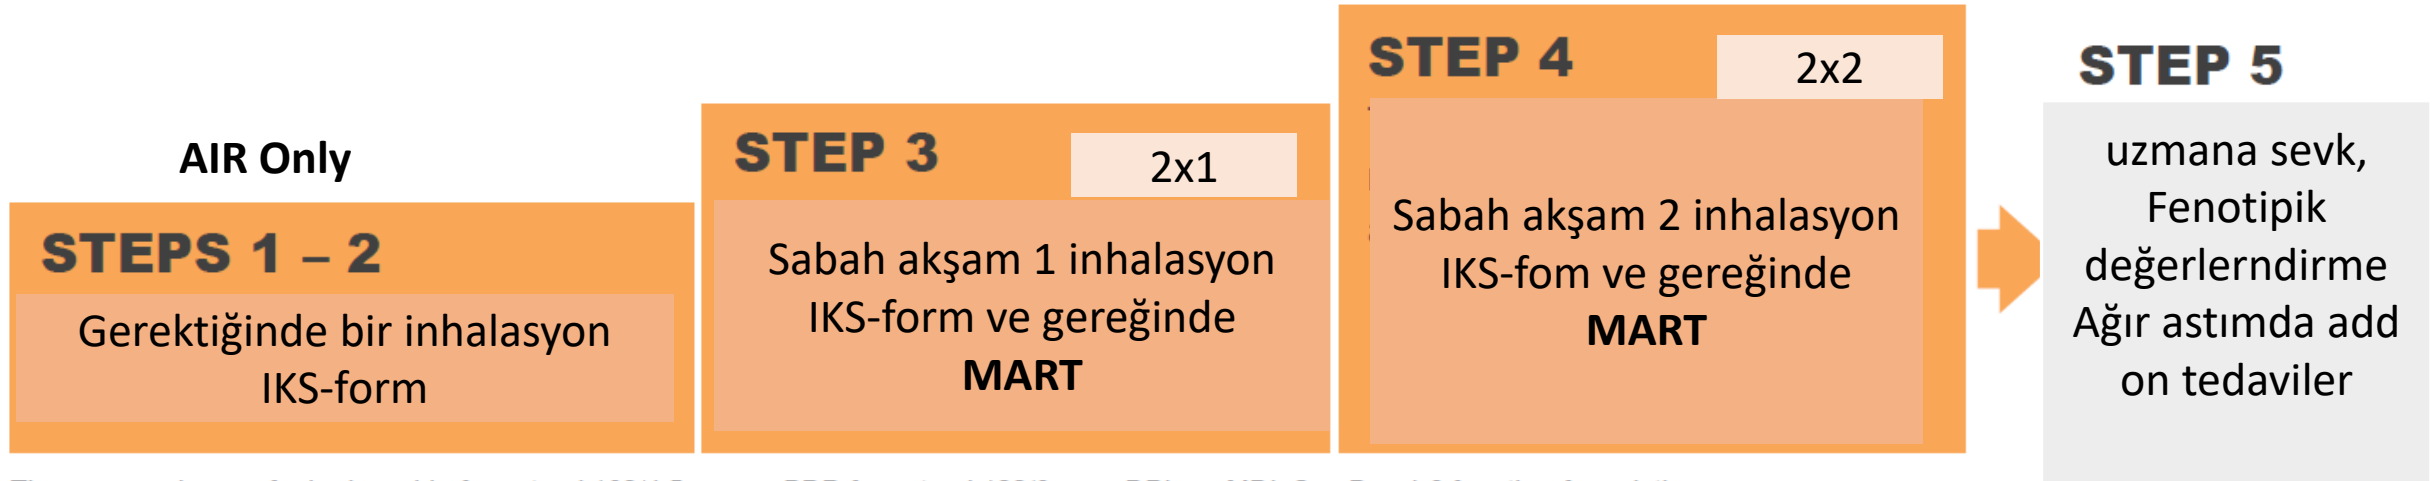 AIR Only
STEPS 1 – 2
Gerektiğinde bir inhalasyon
IKS-form
STEP 3
2x1
Sabah akşam 1 inhalasyon
IKS-form ve gereğinde
MART
STEP 4
2x2
Sabah akşam 2 inhalasyon
IKS-fom ve gereğinde
MART
STEP 5
uzmana sevk,
Fenotipik
değerlerndirme
Ağır astımda add
on tedaviler